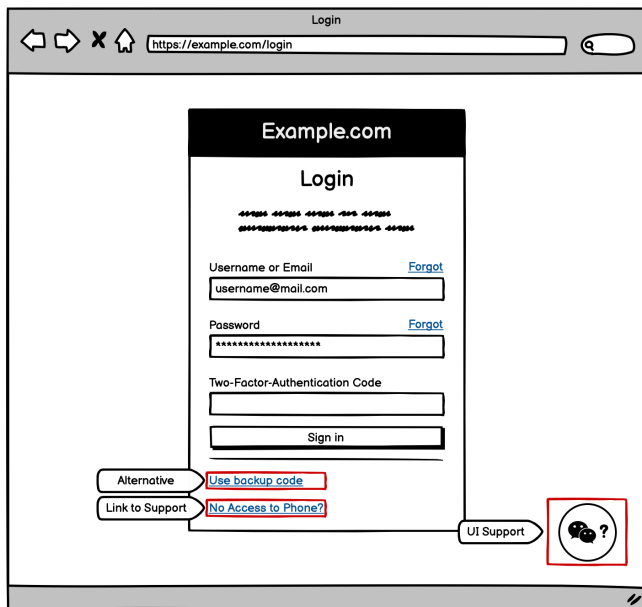 Login
https://example.com/login
Example.com
Login
Username or Email Forgot
username@mail.com
Password Forgot
*******************
Two-Factor-Authentication Code
Sign in
Alternative Use backup code
Link to Support No Access to Phone?
UI Support ?